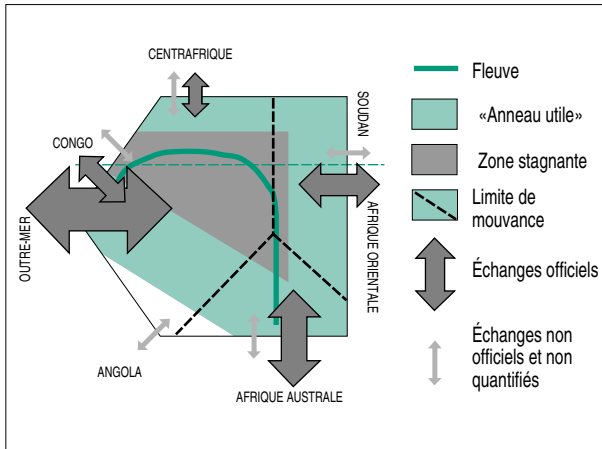 CENTRAFRIQUE
SOUDAN
CONGO
OUTRE-MER
AFRIQUE ORIENTALE
ANGOLA
AFRIQUE AUSTRALE
Fleuve
«Anneau utile»
Zone stagnante
Limite de
mouvance
Échanges officiels
Échanges non
officiels et non
quantifiés